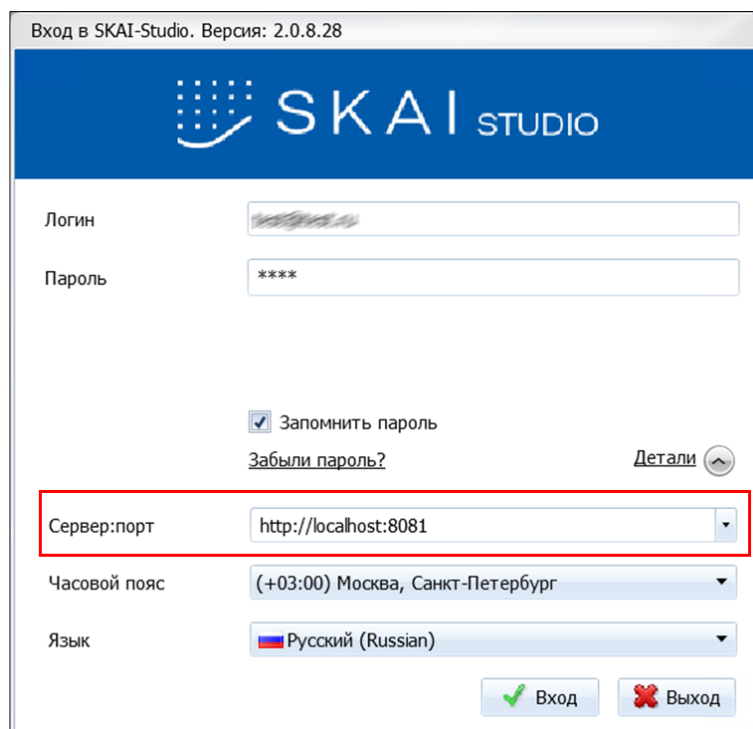 Вход в SKAI-Studio. Версия: 2.0.8.28
SKAI STUDIO
Логин
Пароль ****
Запомнить пароль
Забыли пароль? Детали
Сервер:порт http://localhost:8081
Часовой пояс (+03:00) Москва, Санкт-Петербург
Язык Русский (Russian)
Вход Выход